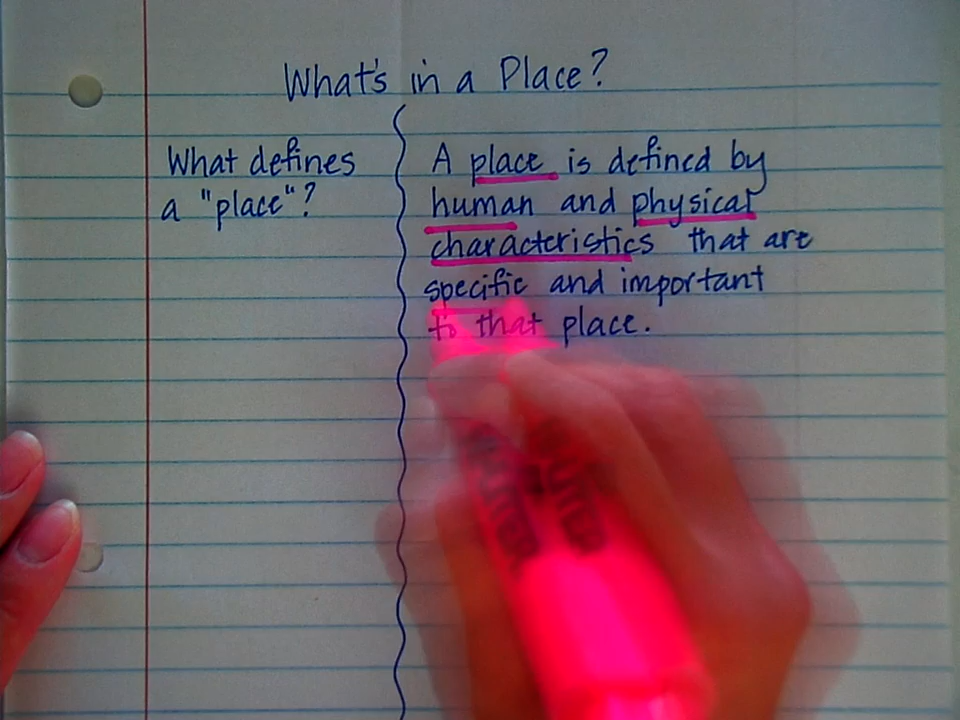 What's in a Place?
What defines
a "place"?
A place is defined by
human and physical
characteristics that are
specific and important
to that place.